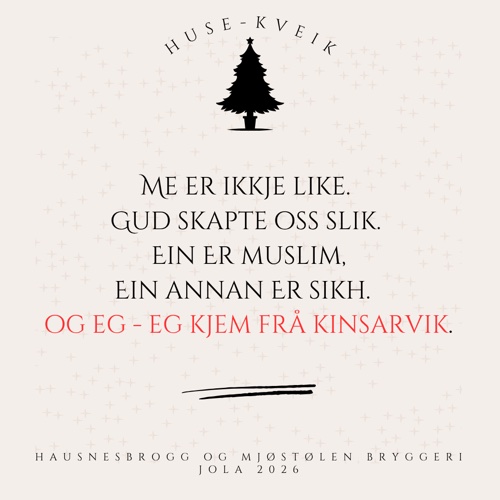 HUSE-KVEIK
ME ER IKKJE LIKE.
GUD SKAPTE OSS SLIK.
EIN ER MUSLIM,
EIN ANNAN ER SIKH.
OG EG - EG KJEM FRÅ KINSARVIK.
HAUSNESBROGG OG MJØSTØLEN BRYGGERI
JOLA 2026